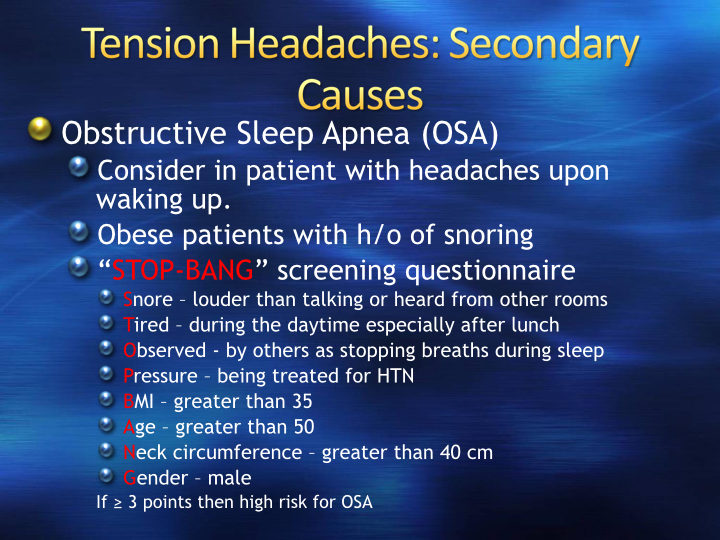 Tension Headaches: Secondary
Causes
Obstructive Sleep Apnea (OSA)
Consider in patient with headaches upon
waking up.
Obese patients with h/o of snoring
“STOP-BANG” screening questionnaire
Snore – louder than talking or heard from other rooms
Tired – during the daytime especially after lunch
Observed - by others as stopping breaths during sleep
Pressure – being treated for HTN
BMI – greater than 35
Age – greater than 50
Neck circumference – greater than 40 cm
Gender – male
If ≥ 3 points then high risk for OSA